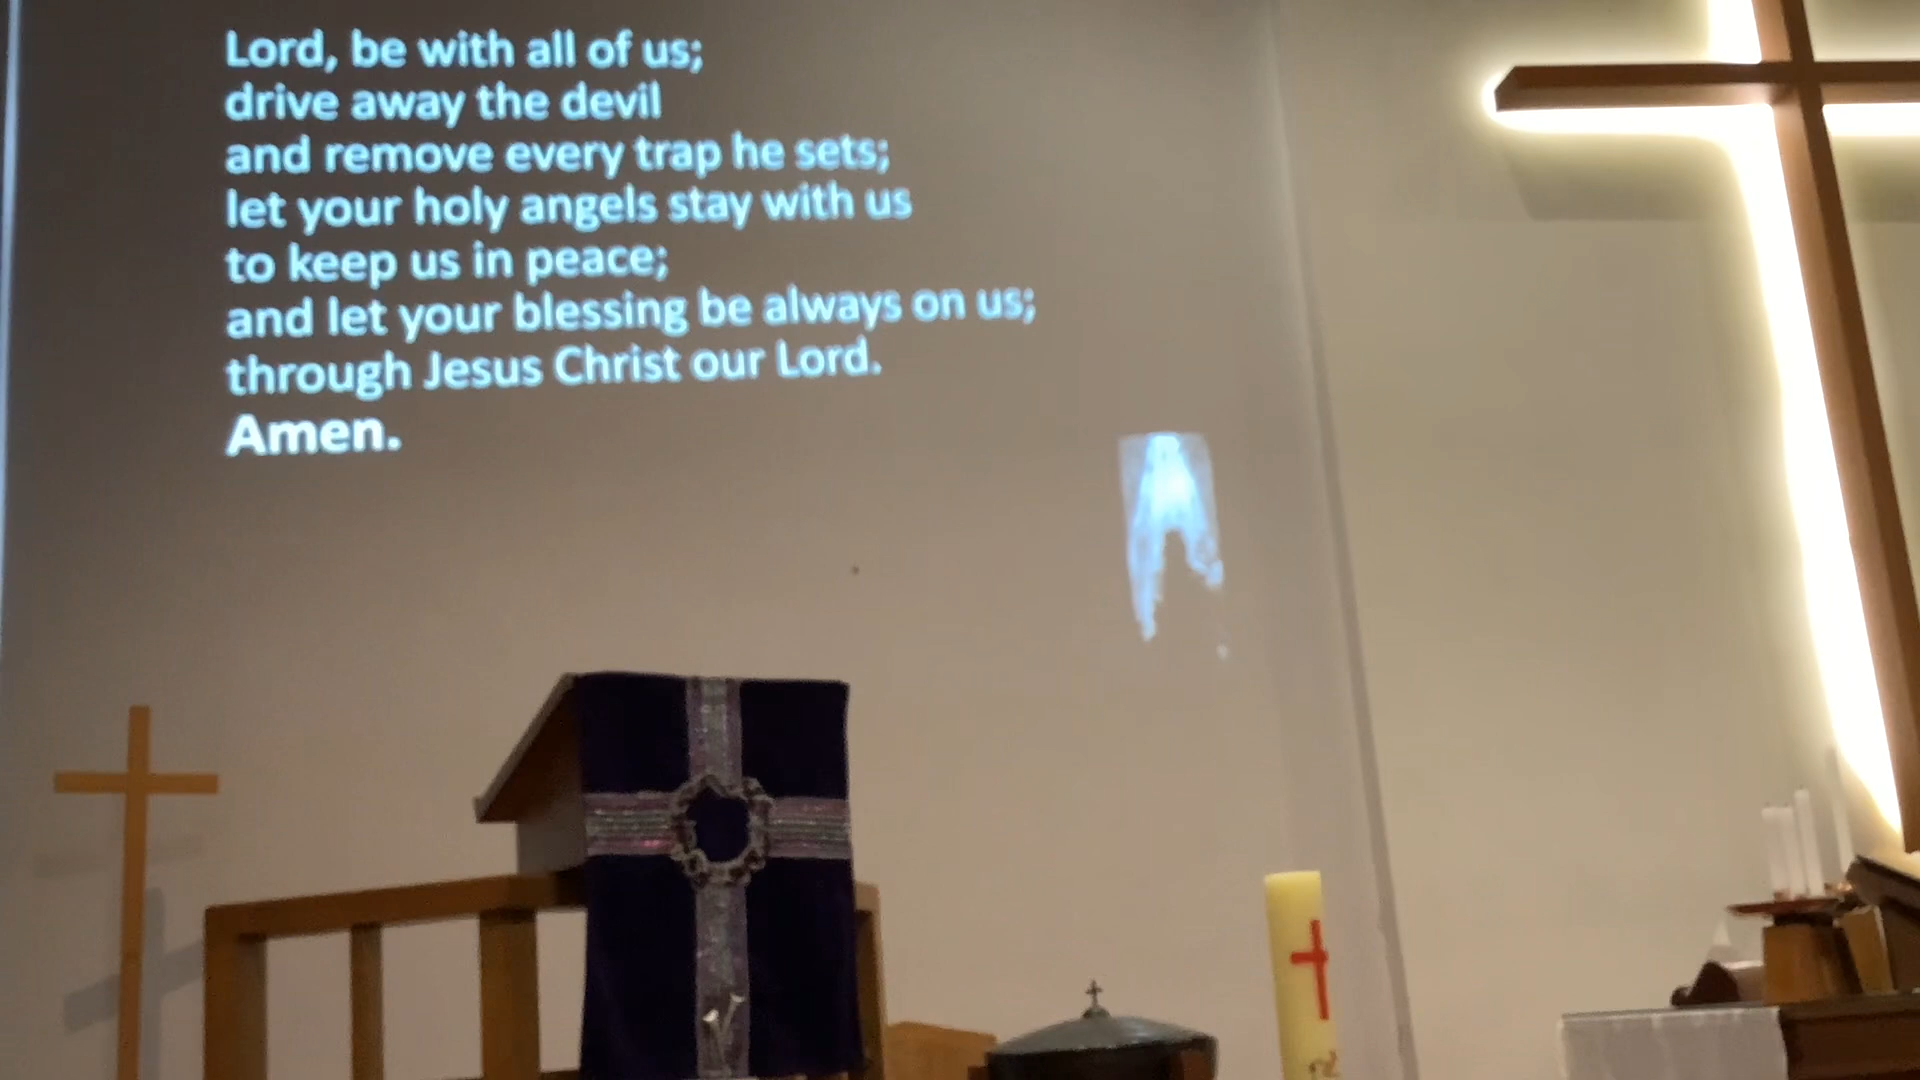 Lord, be with all of us;
drive away the devil
and remove every trap he sets;
let your holy angels stay with us
to keep us in peace;
and let your blessing be always on us;
through Jesus Christ our Lord.
Amen.